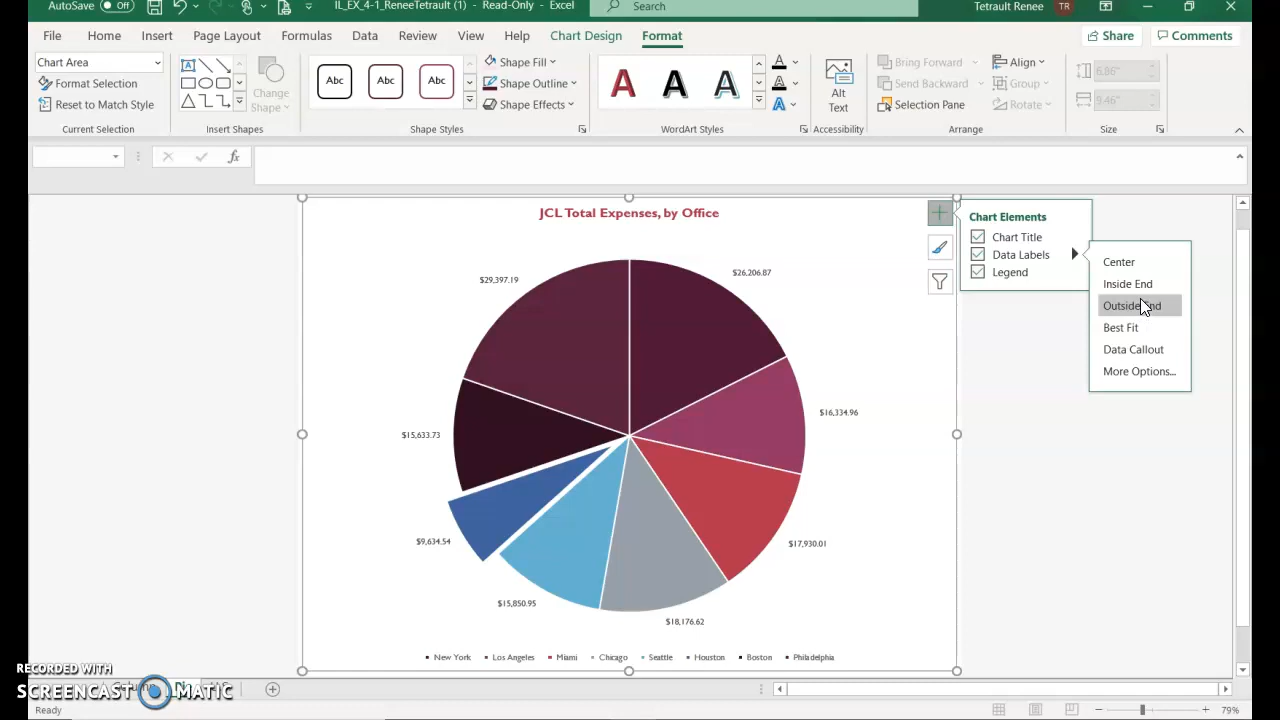 AutoSave Off IL_EX_4-1_ReneeTetrault (1) - Read-Only - Excel Search Tetrault Renee TR
File Home Insert Page Layout Formulas Data Review View Help Chart Design Format Share Comments
Chart Area
Format Selection
Reset to Match Style
Current Selection
Change
Shape
Insert Shapes
Abc Abc Abc
Shape Fill
Shape Outline
Shape Effects
Shape Styles
A A A
WordArt Styles
Alt
Text
Accessibility
Bring Forward
Send Backward
Selection Pane
Align
Group
Rotate
Arrange
6.86"
9.46"
Size
fx
JCL Total Expenses, by Office
$29,397.19
$26,206.87
$15,633.73
$16,334.96
$9,634.54
$17,930.01
$15,850.95
$18,176.62
New York Los Angeles Miami Chicago Seattle Houston Boston Philadelphia
Chart Elements
Chart Title
Data Labels
Legend
Center
Inside End
Outside End
Best Fit
Data Callout
More Options...
RECORDED WITH
SCREENCAST MATIC
Ready
79%